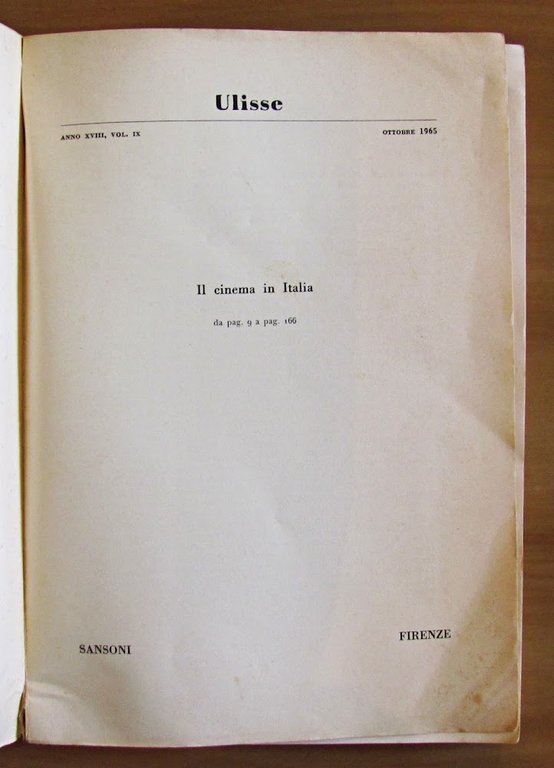 Ulisse
ANNO XVIII, VOL. IX OTTOBRE 1965
Il cinema in Italia
da pag. 9 a pag. 166
SANSONI FIRENZE